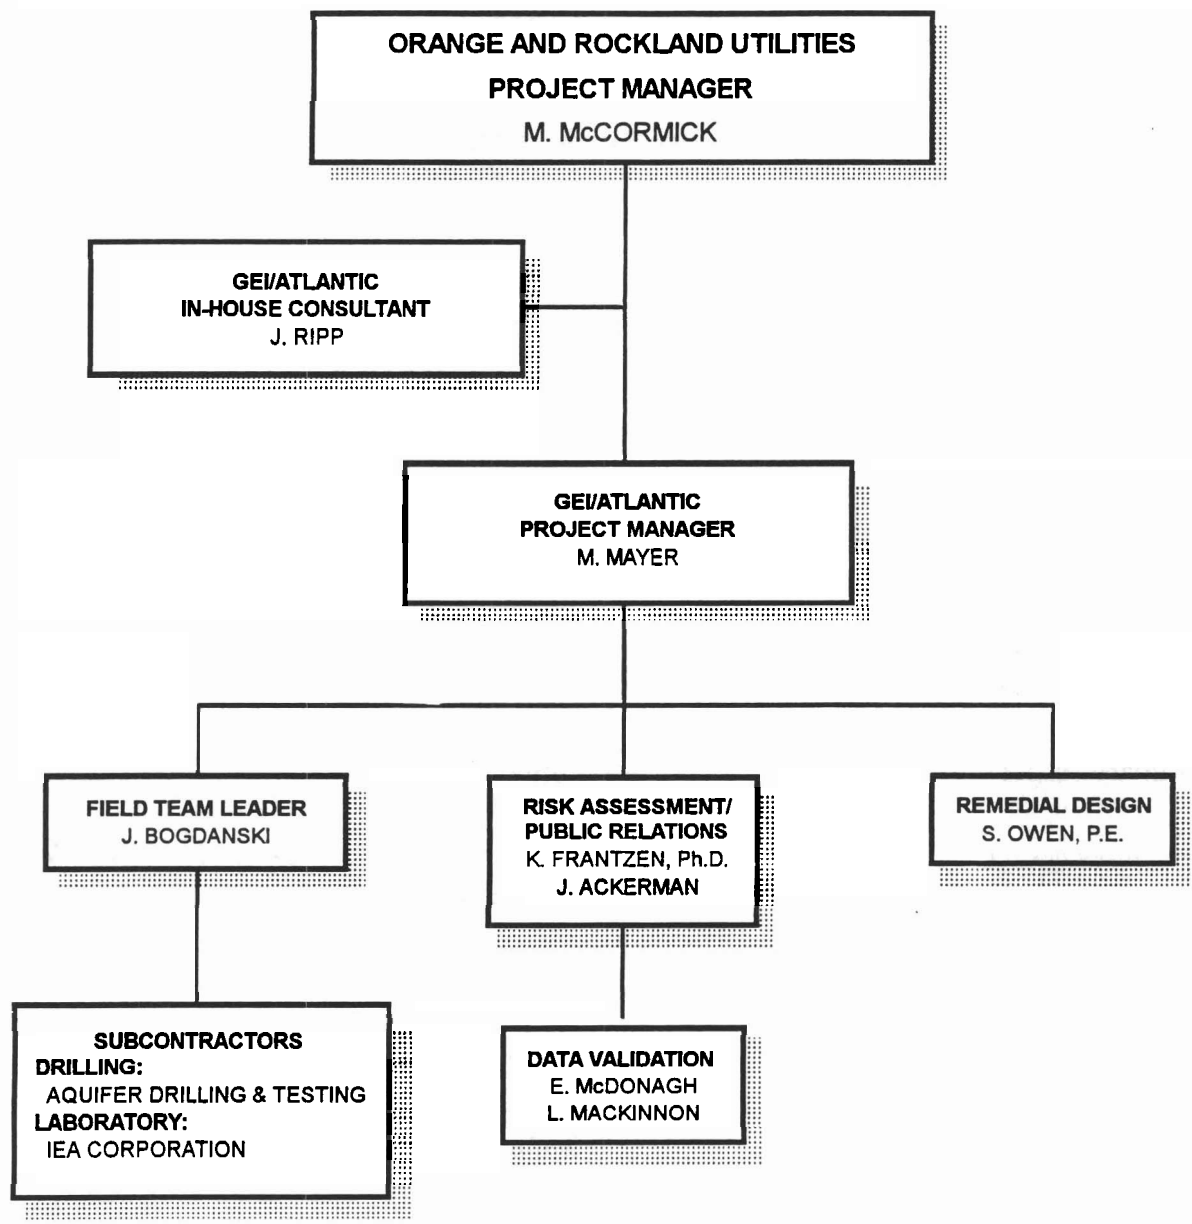 ORANGE AND ROCKLAND UTILITIES
PROJECT MANAGER
M. McCORMICK
GEI/ATLANTIC
IN-HOUSE CONSULTANT
J. RIPP
GEI/ATLANTIC
PROJECT MANAGER
M. MAYER
FIELD TEAM LEADER
J. BOGDANSKI
RISK ASSESSMENT/
PUBLIC RELATIONS
K. FRANTZEN, Ph.D.
J. ACKERMAN
REMEDIAL DESIGN
S. OWEN, P.E.
SUBCONTRACTORS
DRILLING:
AQUIFER DRILLING & TESTING
LABORATORY:
IEA CORPORATION
DATA VALIDATION
E. McDONAGH
L. MACKINNON